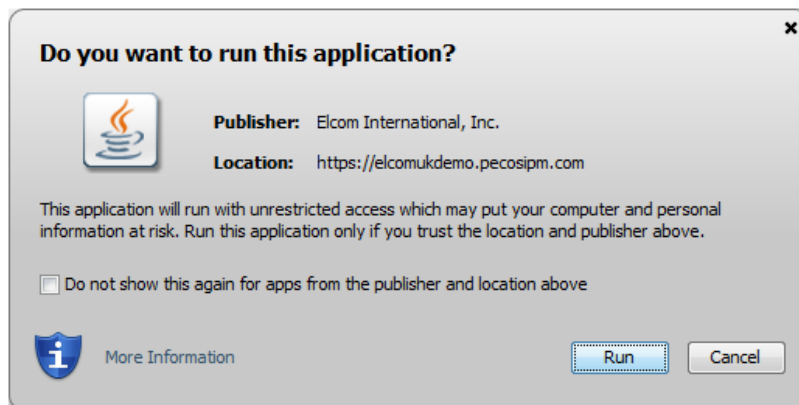 Do you want to run this application?
Publisher: Elcom International, Inc.
Location: https://elcomukdemo.pecosipm.com
This application will run with unrestricted access which may put your computer and personal
information at risk. Run this application only if you trust the location and publisher above.
Do not show this again for apps from the publisher and location above
More Information
Run
Cancel